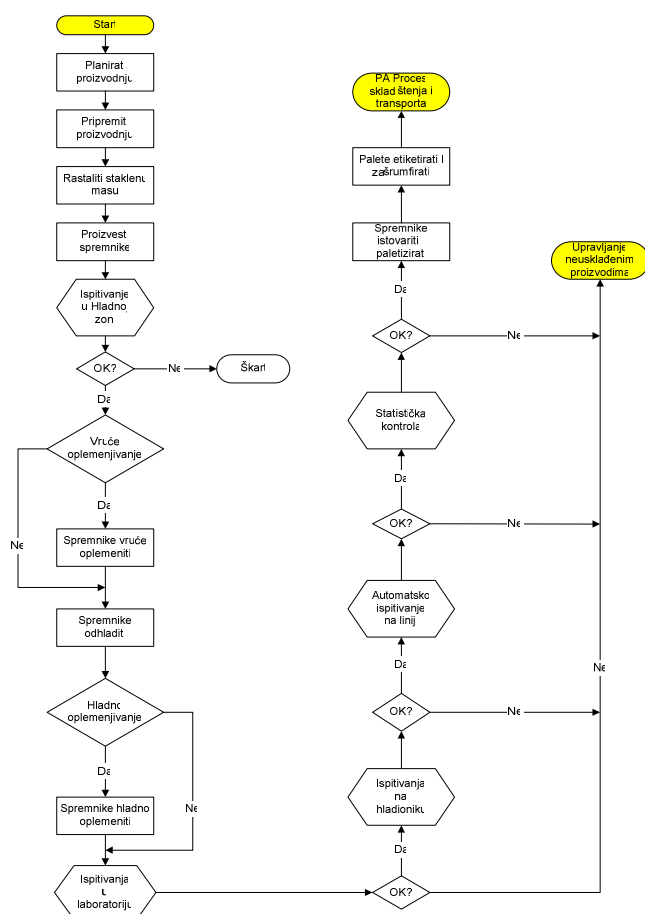 Start
Planirat
proizvodnju
Pripremit
proizvodnju
Rastaliti staklenu
masu
Proizvest
spremnike
Ispitivanje
u Hladnoj
zon
OK?
Ne
Škart
Da
Vruće
oplemenjivanje
Da
Ne
Spremnike vruće
oplemeniti
Spremnike
odhladit
Hladno
oplemenjivanje
Da
Ne
Spremnike hladno
oplemeniti
Ispitivanja
u
laboratoriju
PA Proces
skladištenja i
transporta
Palete etiketirati I
zašrumfirati
Spremnike
istovariti
paletizirat
Da
OK?
Ne
Statistička
kontrola
Da
OK?
Ne
Automatsko
ispitivanje
na linij
Da
OK?
Ne
Ispitivanja
na
hladioniku
Da
OK?
Upravljanje
neusklađenim
proizvodima
Ne